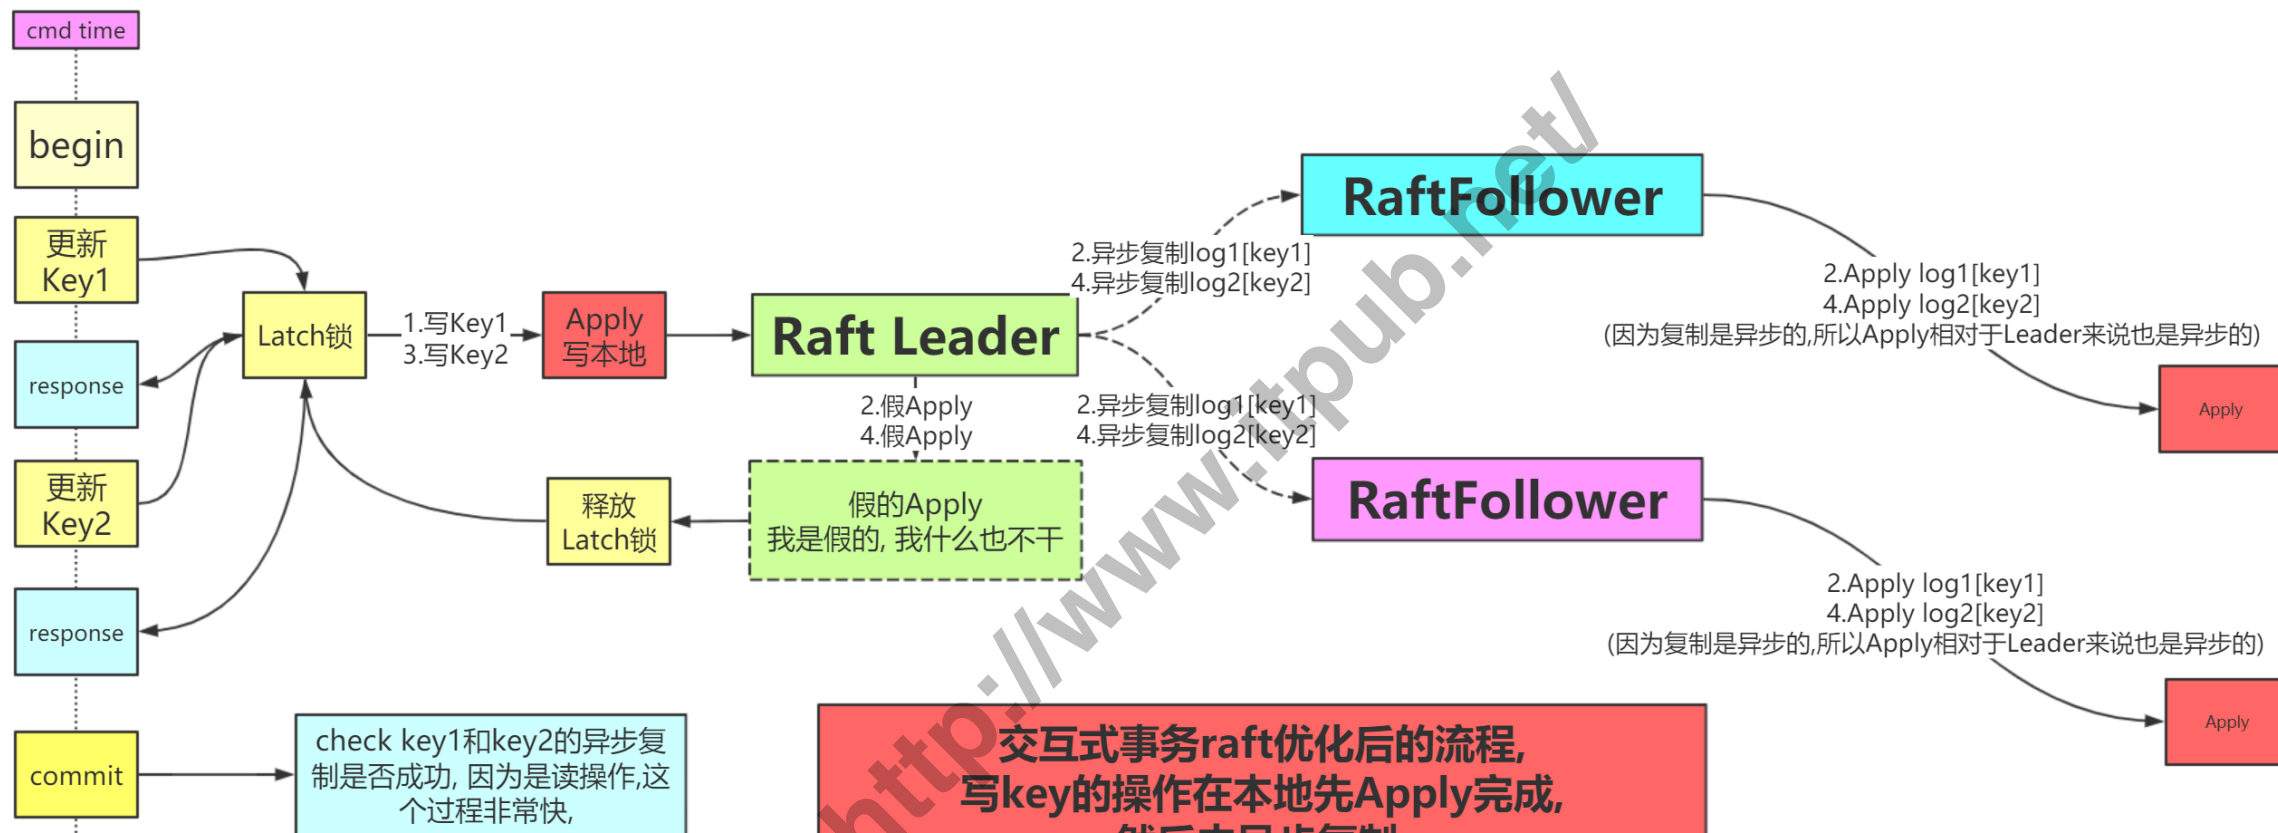 cmd time
begin
更新
Key1
response
更新
Key2
response
commit
Latch锁
1.写Key1
3.写Key2
Apply
写本地
Raft Leader
2.假Apply
4.假Apply
假的Apply
我是假的, 我什么也不干
释放
Latch锁
2.异步复制log1[key1]
4.异步复制log2[key2]
2.异步复制log1[key1]
4.异步复制log2[key2]
RaftFollower
2.Apply log1[key1]
4.Apply log2[key2]
(因为复制是异步的,所以Apply相对于Leader来说也是异步的)
Apply
RaftFollower
2.Apply log1[key1]
4.Apply log2[key2]
(因为复制是异步的,所以Apply相对于Leader来说也是异步的)
Apply
check key1和key2的异步复
制是否成功, 因为是读操作,这
个过程非常快,
交互式事务raft优化后的流程,
写key的操作在本地先Apply完成,
http://www.itpub.net/